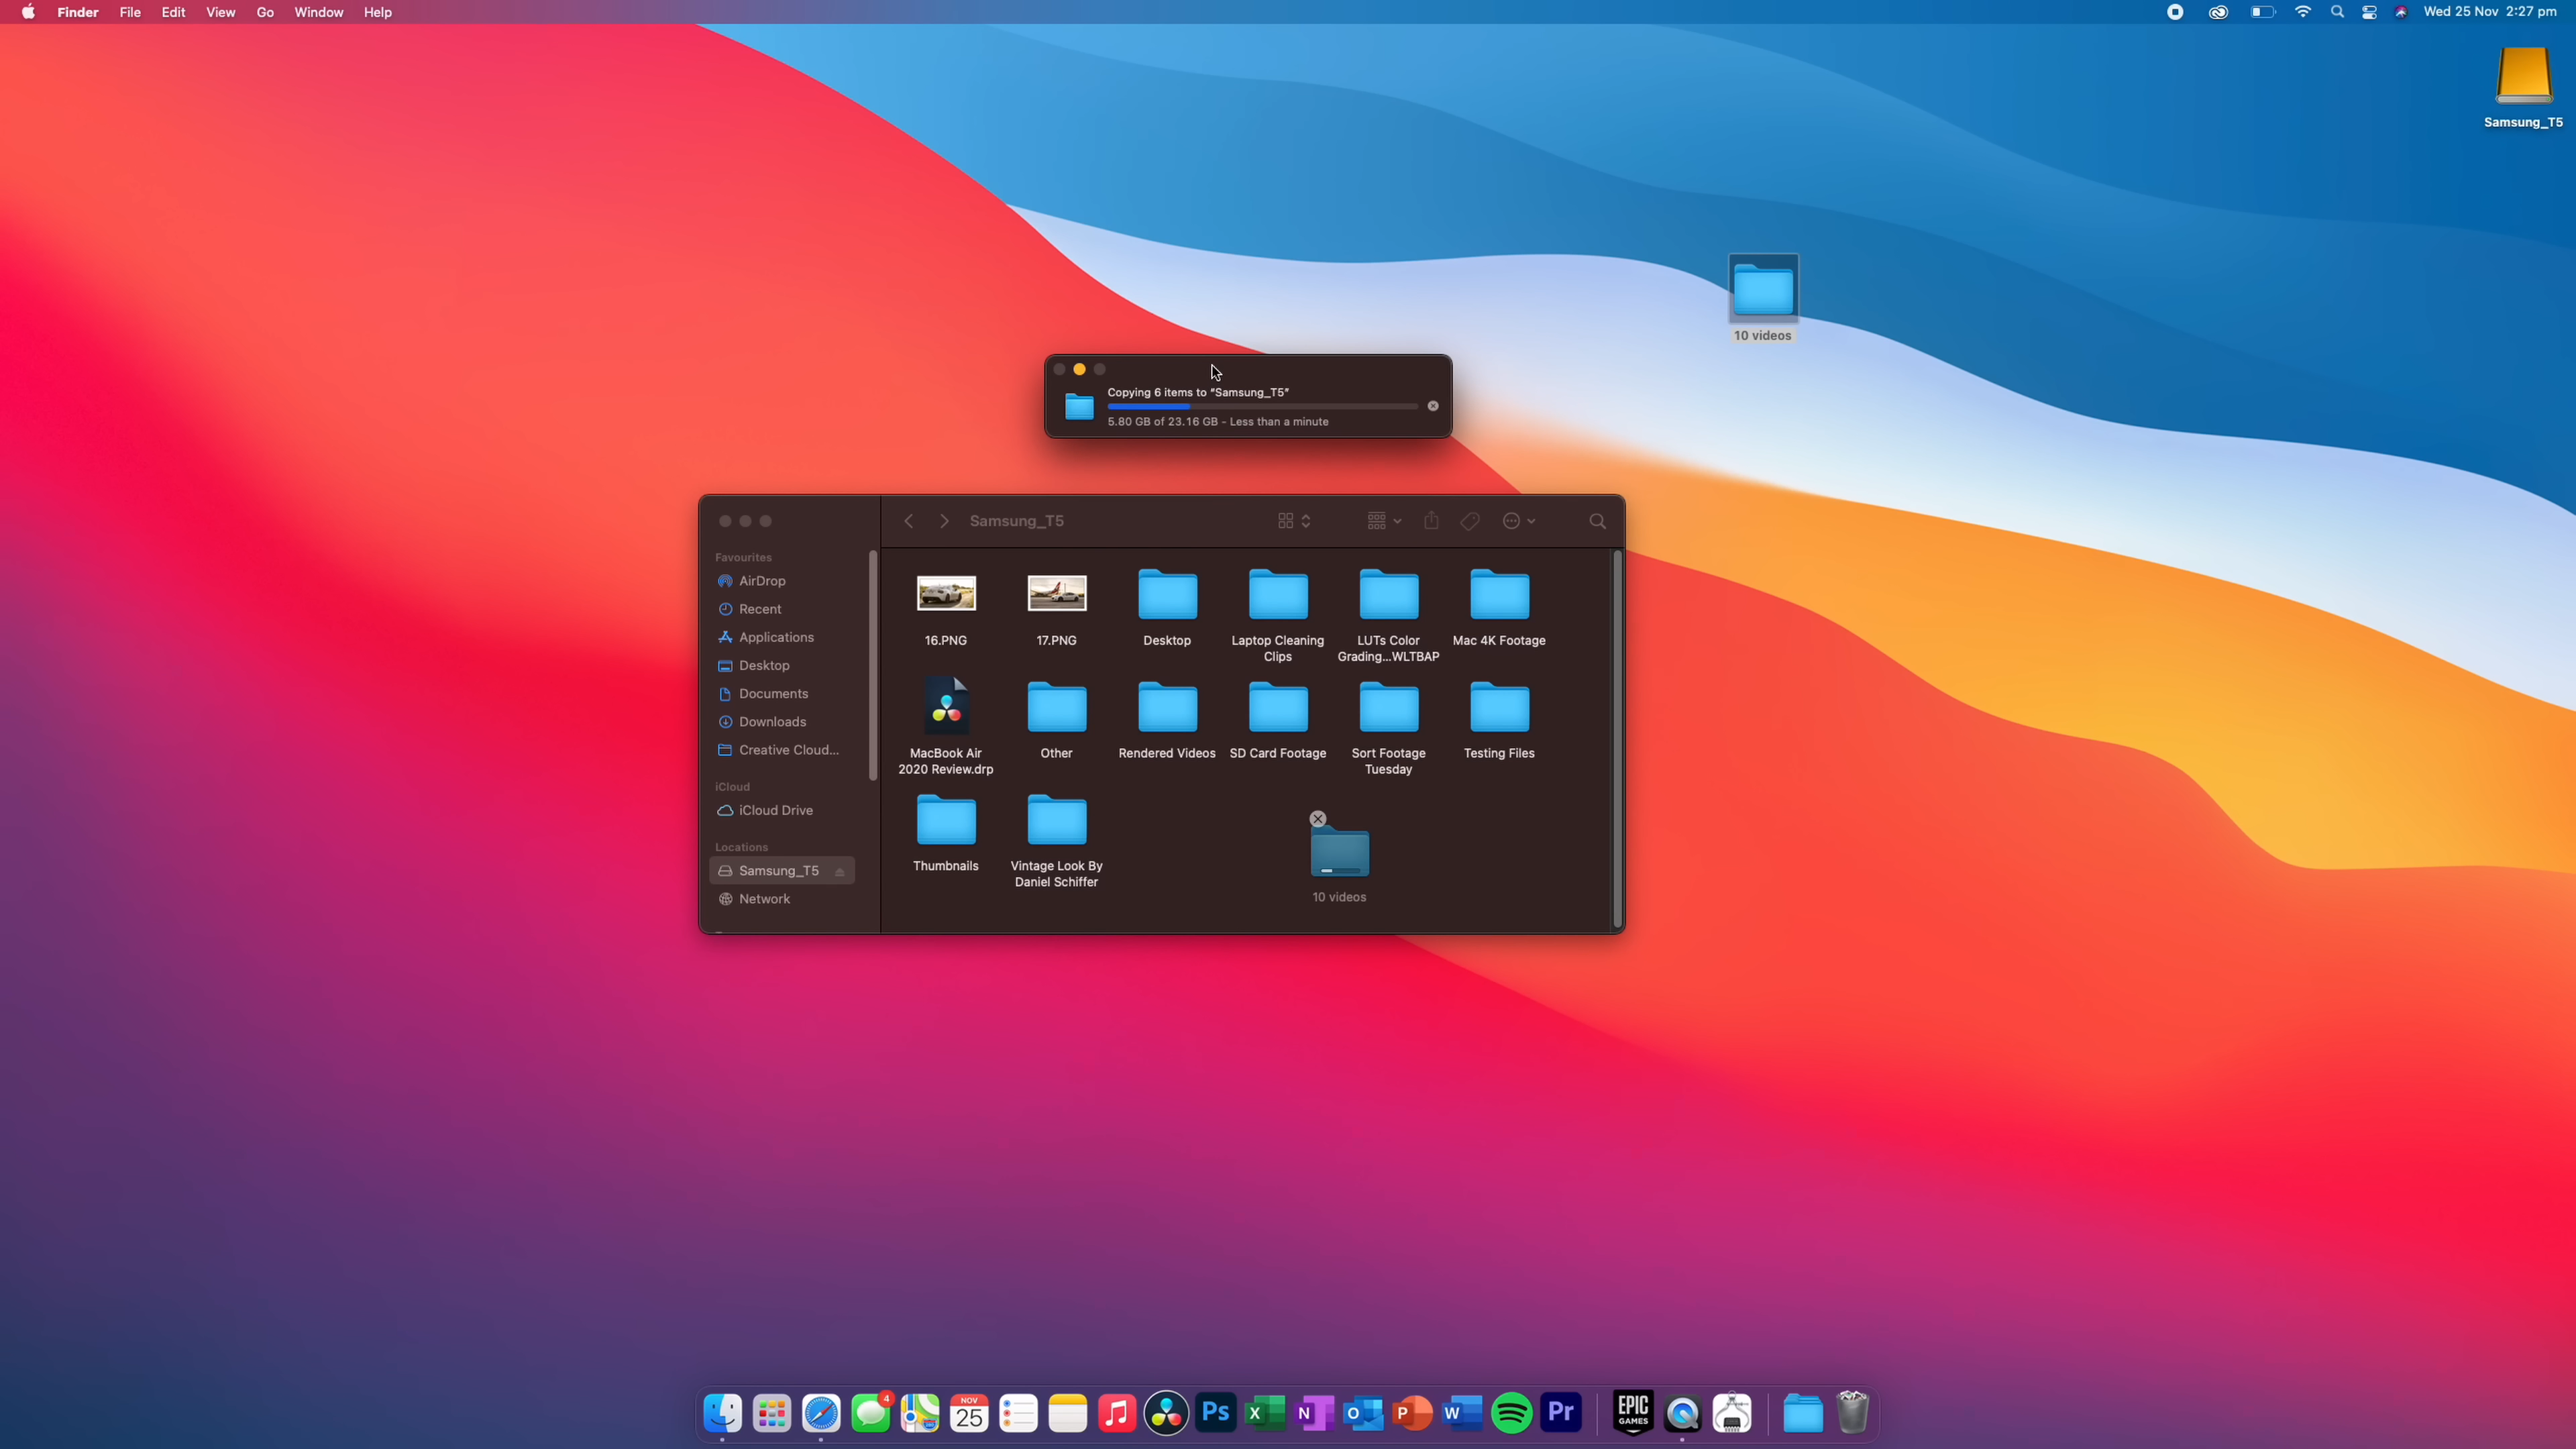 Finder File Edit View Go Window Help
Wed 25 Nov 2:27 pm
Samsung_T5
10 videos
Copying 6 items to "Samsung_T5"
5.80 GB of 23.16 GB - Less than a minute
Samsung_T5
Favourites
AirDrop
Recent
Applications
Desktop
Documents
Downloads
Creative Cloud...
iCloud
iCloud Drive
Locations
Samsung_T5
Network
16.PNG
17.PNG
Desktop
Laptop Cleaning
Clips
LUTs Color
Grading...WLTBAP
Mac 4K Footage
MacBook Air
2020 Review.drp
Other
Rendered Videos
SD Card Footage
Sort Footage
Tuesday
Testing Files
Thumbnails
Vintage Look By
Daniel Schiffer
10 videos
4
NOV
25
Ps
X
N
O
P
W
Pr
EPIC
GAMES